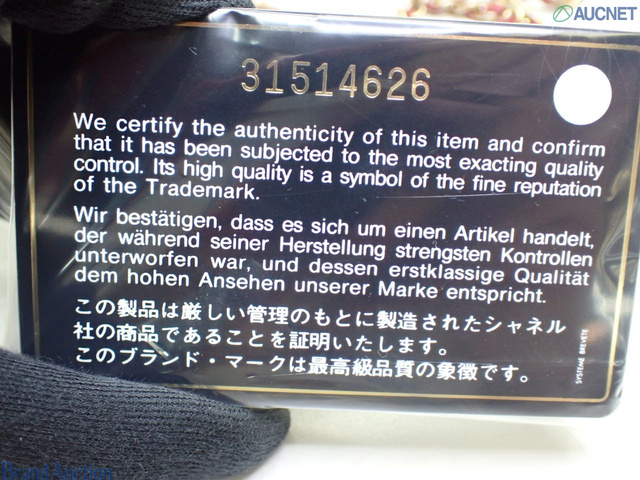 AUCNET
31514626
We certify the authenticity of this item and confirm
that it has been subjected to the most exacting quality
control. Its high quality is a symbol of the fine reputation
of the Trademark.
Wir bestätigen, dass es sich um einen Artikel handelt,
der während seiner Herstellung strengsten Kontrollen
unterworfen war, und dessen erstklassige Qualität
dem hohen Ansehen unserer Marke entspricht.
この製品は厳しい管理のもとに製造されたシャネル
社の商品であることを証明いたします。
このブランド・マークは最高級品質の象徴です。
SYSTEME BREVETE
Brand Auction